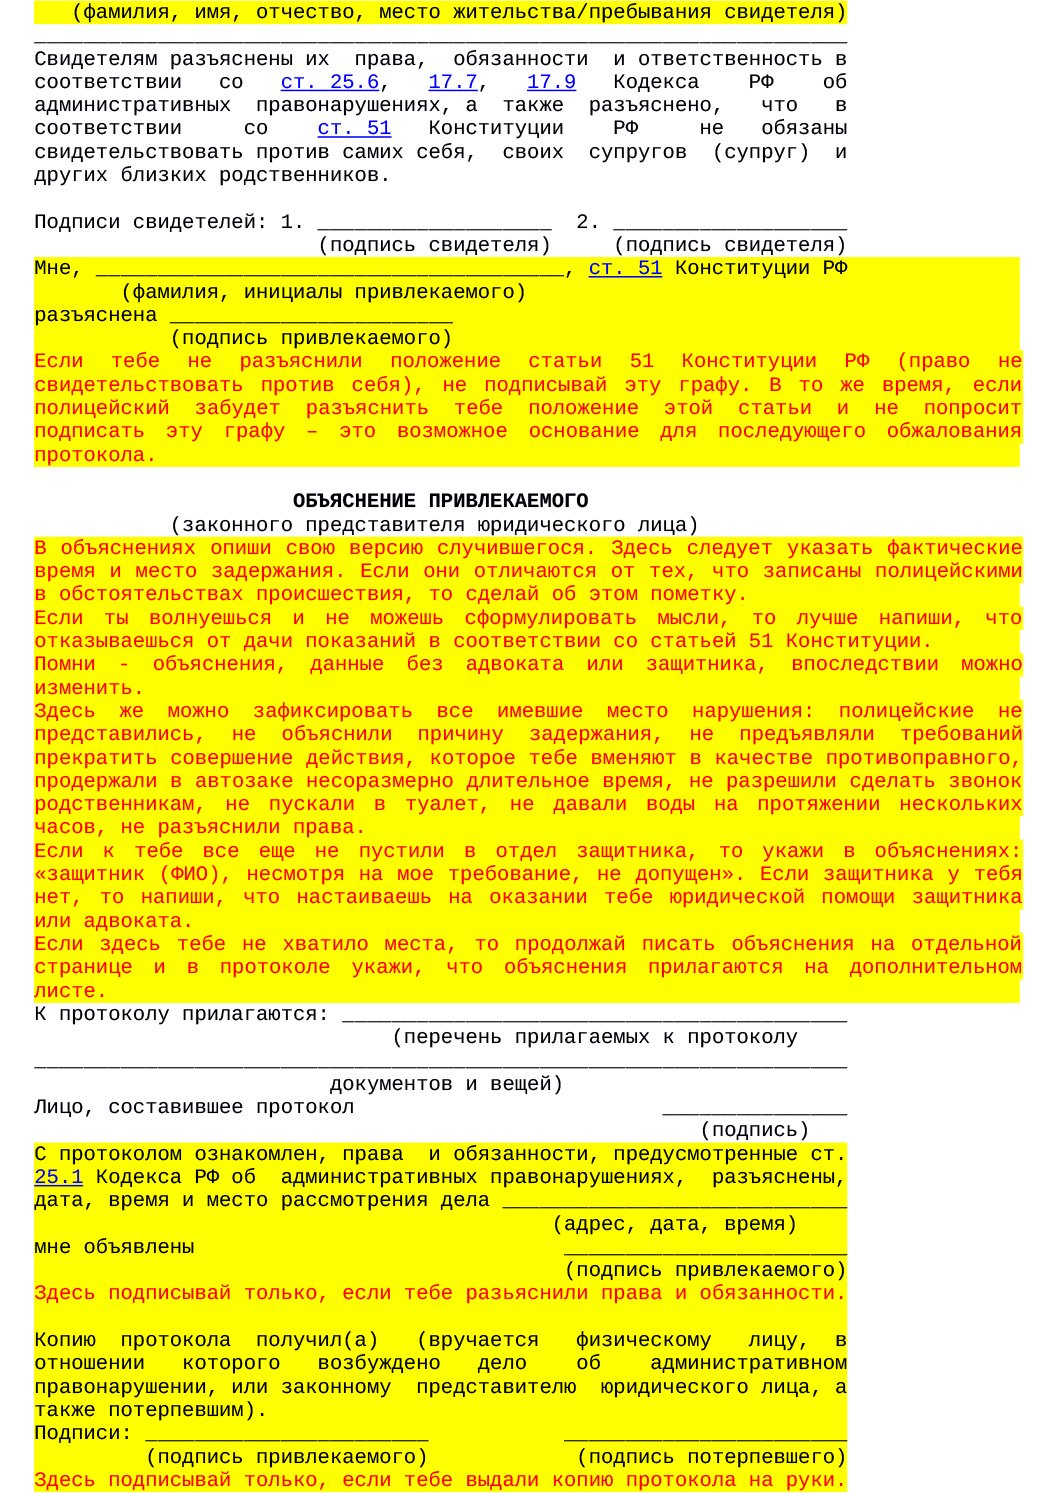 (фамилия, имя, отчество, место жительства/пребывания свидетеля)
__________________________________________________________________
Свидетелям разъяснены их права, обязанности и ответственность в
соответствии со ст. 25.6, 17.7, 17.9 Кодекса РФ об
административных правонарушениях, а также разъяснено, что в
соответствии со ст. 51 Конституции РФ не обязаны
свидетельствовать против самих себя, своих супругов (супруг) и
других близких родственников.
Подписи свидетелей: 1. ___________________ 2. ___________________
(подпись свидетеля) (подпись свидетеля)
Мне, ______________________________________, ст. 51 Конституции РФ
(фамилия, инициалы привлекаемого)
разъяснена _______________________
(подпись привлекаемого)
Если тебе не разъяснили положение статьи 51 Конституции РФ (право не
свидетельствовать против себя), не подписывай эту графу. В то же время, если
полицейский забудет разъяснить тебе положение этой статьи и не попросит
подписать эту графу – это возможное основание для последующего обжалования
протокола.
ОБЪЯСНЕНИЕ ПРИВЛЕКАЕМОГО
(законного представителя юридического лица)
В объяснениях опиши свою версию случившегося. Здесь следует указать фактические
время и место задержания. Если они отличаются от тех, что записаны полицейскими
в обстоятельствах происшествия, то сделай об этом пометку.
Если ты волнуешься и не можешь сформулировать мысли, то лучше напиши, что
отказываешься от дачи показаний в соответствии со статьей 51 Конституции.
Помни - объяснения, данные без адвоката или защитника, впоследствии можно
изменить.
Здесь же можно зафиксировать все имевшие место нарушения: полицейские не
представились, не объяснили причину задержания, не предъявляли требований
прекратить совершение действия, которое тебе вменяют в качестве противоправного,
продержали в автозаке несоразмерно длительное время, не разрешили сделать звонок
родственникам, не пускали в туалет, не давали воды на протяжении нескольких
часов, не разъяснили права.
Если к тебе все еще не пустили в отдел защитника, то укажи в объяснениях:
«защитник (ФИО), несмотря на мое требование, не допущен». Если защитника у тебя
нет, то напиши, что настаиваешь на оказании тебе юридической помощи защитника
или адвоката.
Если здесь тебе не хватило места, то продолжай писать объяснения на отдельной
странице и в протоколе укажи, что объяснения прилагаются на дополнительном
листе.
К протоколу прилагаются: _________________________________________
(перечень прилагаемых к протоколу
__________________________________________________________________
документов и вещей)
Лицо, составившее протокол _______________
(подпись)
С протоколом ознакомлен, права и обязанности, предусмотренные ст.
25.1 Кодекса РФ об административных правонарушениях, разъяснены,
дата, время и место рассмотрения дела ____________________________
(адрес, дата, время)
мне объявлены _______________________
(подпись привлекаемого)
Здесь подписывай только, если тебе разьяснили права и обязанности.
Копию протокола получил(а) (вручается физическому лицу, в
отношении которого возбуждено дело об административном
правонарушении, или законному представителю юридического лица, а
также потерпевшим).
Подписи: _______________________ _______________________
(подпись привлекаемого) (подпись потерпевшего)
Здесь подписывай только, если тебе выдали копию протокола на руки.